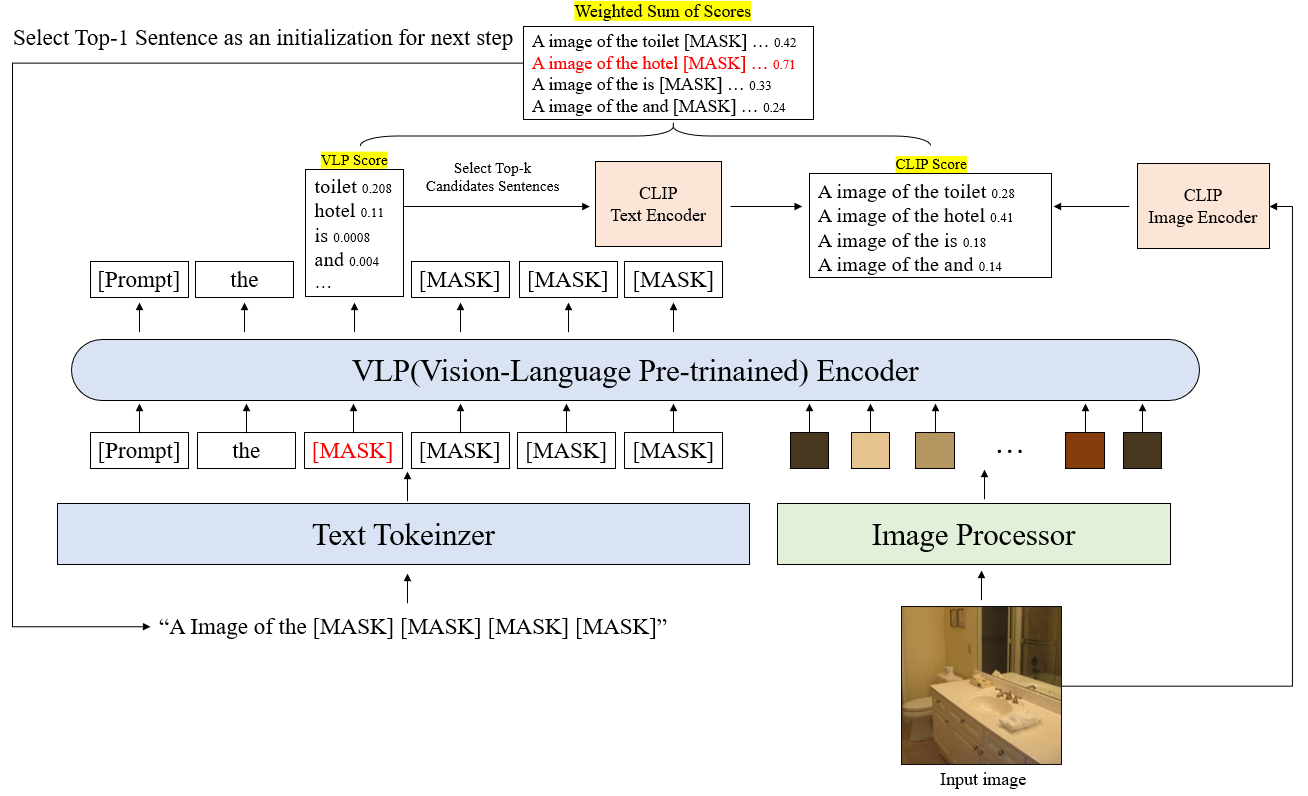 Weighted Sum of Scores
Select Top-1 Sentence as an initialization for next step
A image of the toilet [MASK] … 0.42
A image of the hotel [MASK] … 0.71
A image of the is [MASK] … 0.33
A image of the and [MASK] … 0.24
VLP Score
toilet 0.208
hotel 0.11
is 0.0008
and 0.004
…
Select Top-k
Candidates Sentences
CLIP
Text Encoder
CLIP Score
A image of the toilet 0.28
A image of the hotel 0.41
A image of the is 0.18
A image of the and 0.14
CLIP
Image Encoder
[Prompt] the [MASK] [MASK] [MASK]
VLP(Vision-Language Pre-trinained) Encoder
[Prompt] the [MASK] [MASK] [MASK] [MASK] …
Text Tokeinzer
Image Processor
“A Image of the [MASK] [MASK] [MASK] [MASK]”
Input image